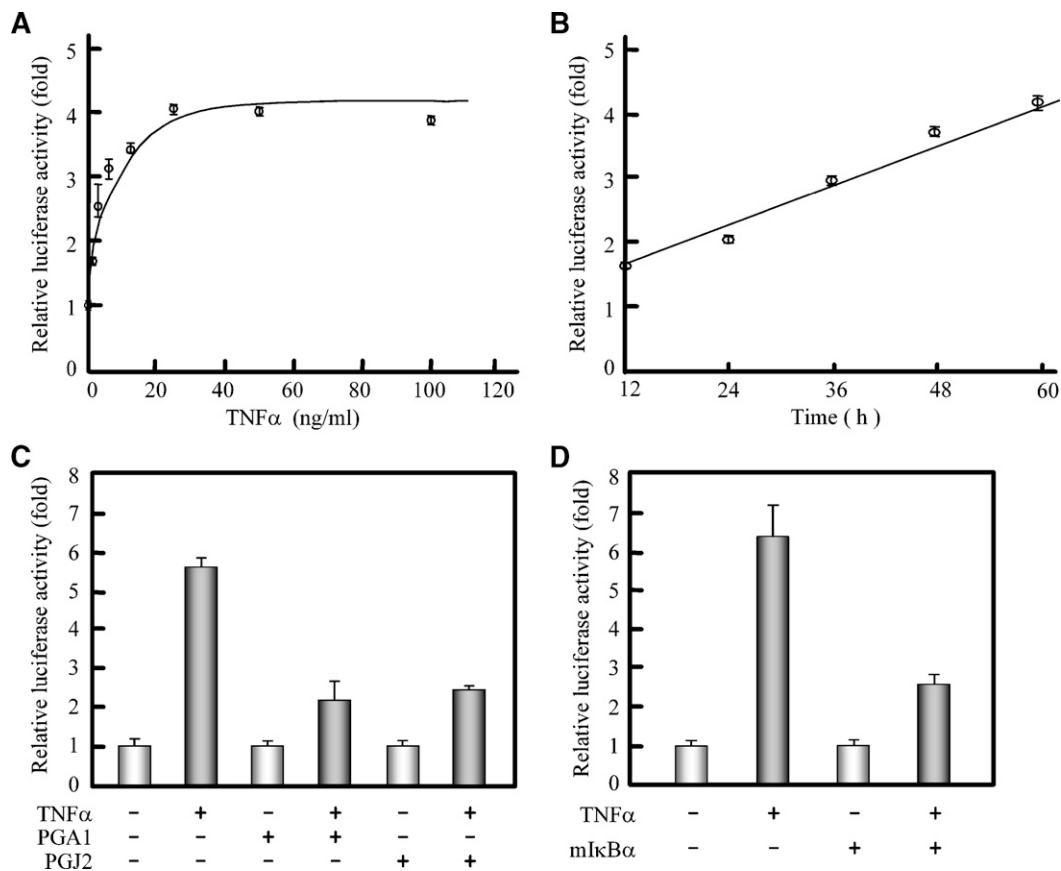 A
Relative luciferase activity (fold)
5
4
3
2
1
0
0 20 40 60 80 100 120
TNFα (ng/ml)
B
Relative luciferase activity (fold)
5
4
3
2
1
0
12 24 36 48 60
Time ( h )
C
Relative luciferase activity (fold)
8
7
6
5
4
3
2
1
0
TNFα – + – + – +
PGA1 – – + + – –
PGJ2 – – – – + +
D
Relative luciferase activity (fold)
8
7
6
5
4
3
2
1
0
TNFα – + – +
mIκBα – – + +